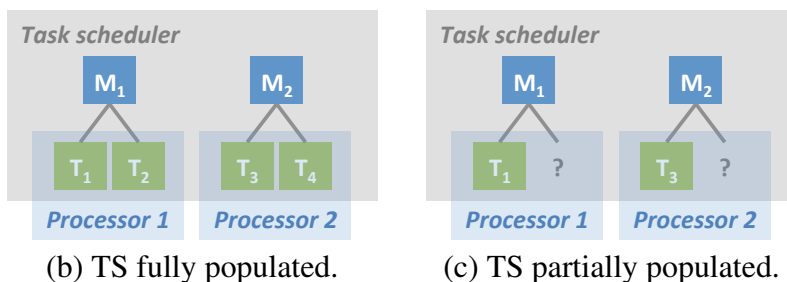 Task scheduler
M1
M2
T1
T2
T3
T4
Processor 1
Processor 2
(b) TS fully populated.
Task scheduler
M1
M2
T1
?
T3
?
Processor 1
Processor 2
(c) TS partially populated.